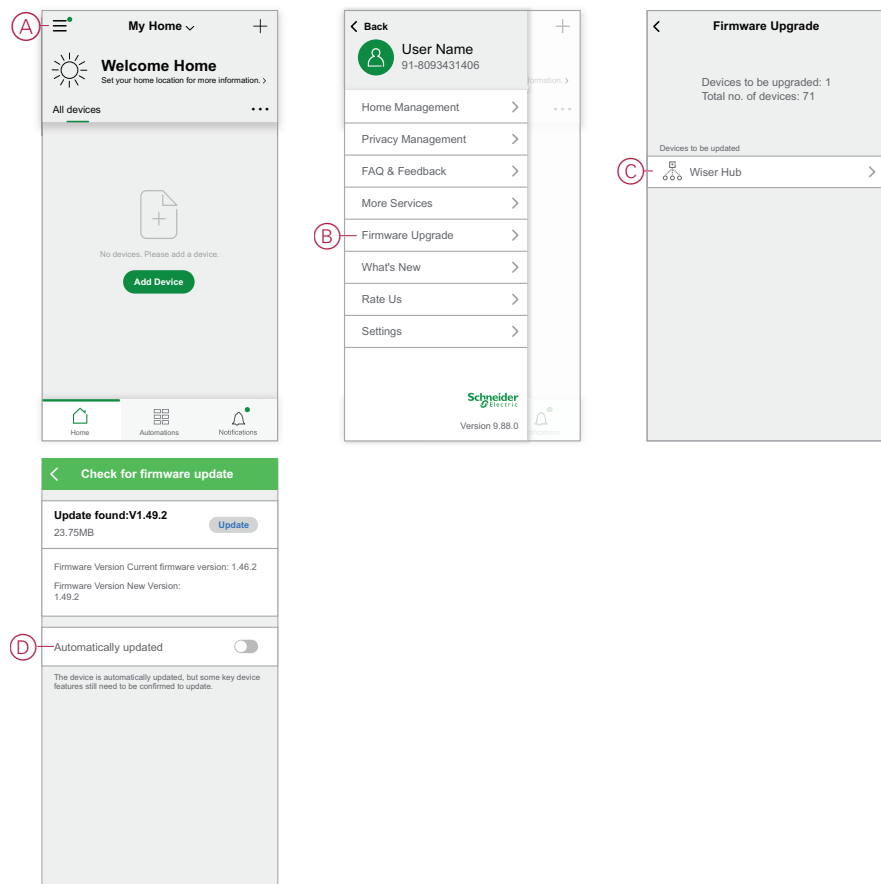 A
My Home
Welcome Home
Set your home location for more information.
All devices
No devices. Please add a device.
Add Device
Home
Automations
Notifications
Back
User Name
91-8093431406
formation.
Home Management
Privacy Management
FAQ & Feedback
More Services
B
Firmware Upgrade
What's New
Rate Us
Settings
Schneider
Electric
Version 9.88.0
Firmware Upgrade
Devices to be upgraded: 1
Total no. of devices: 71
Devices to be updated
C
Wiser Hub
Check for firmware update
Update found:V1.49.2
23.75MB
Update
Firmware Version Current firmware version: 1.46.2
Firmware Version New Version:
1.49.2
D
Automatically updated
The device is automatically updated, but some key device
features still need to be confirmed to update.